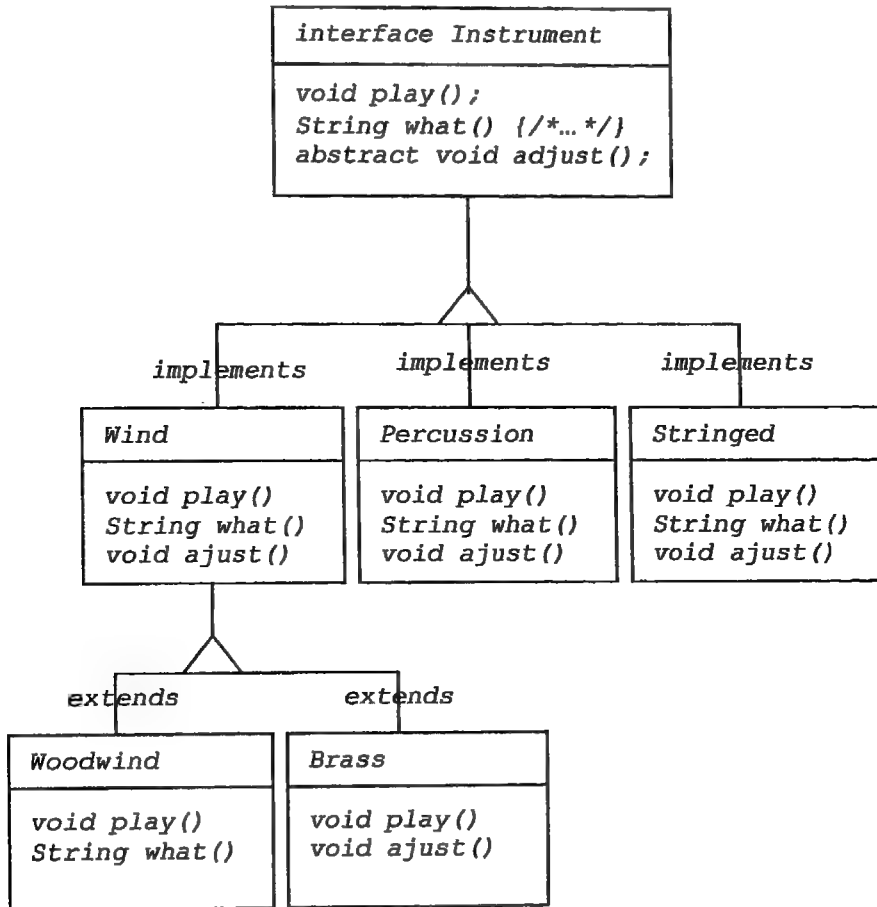 interface Instrument
void play();
String what() {/*…*/}
abstract void adjust();
implements
implements
implements
Wind
void play()
String what()
void ajust()
Percussion
void play()
String what()
void ajust()
Stringed
void play()
String what()
void ajust()
extends
extends
Woodwind
void play()
String what()
Brass
void play()
void ajust()